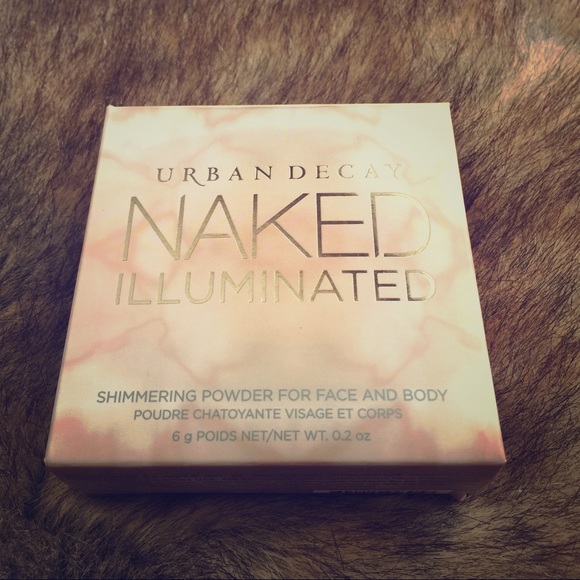 URBAN DECAY
NAKED
ILLUMINATED
SHIMMERING POWDER FOR FACE AND BODY
POUDRE CHATOYANTE VISAGE ET CORPS
6 g POIDS NET/NET WT. 0.2 oz